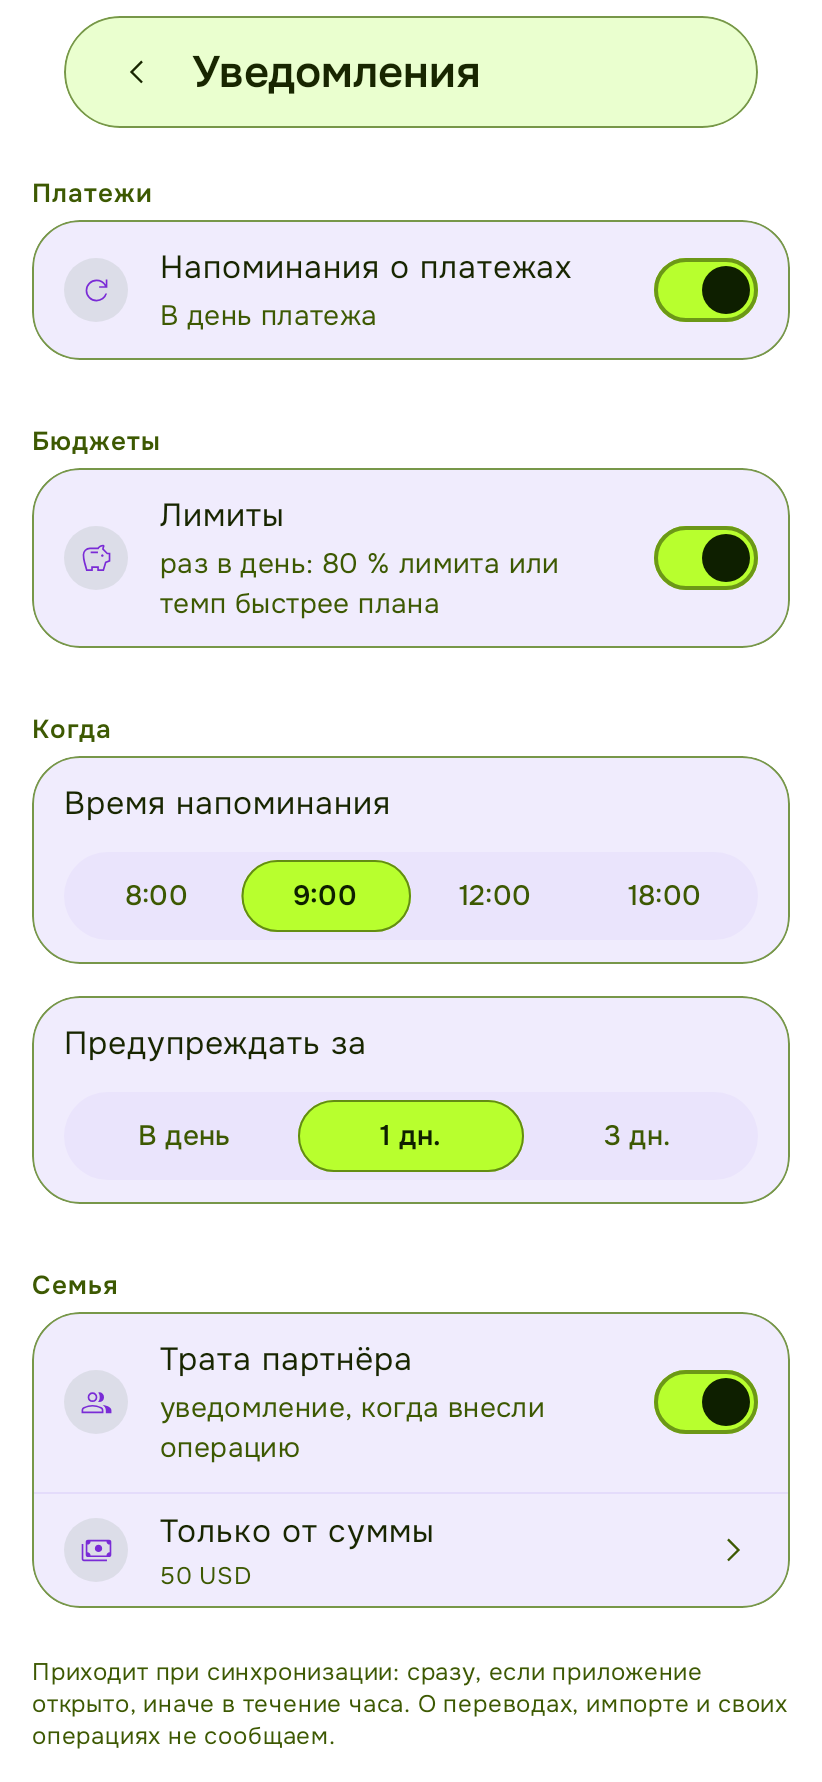 Уведомления
Платежи
Напоминания о платежах
В день платежа
Бюджеты
Лимиты
раз в день: 80 % лимита или
темп быстрее плана
Когда
Время напоминания
8:00 9:00 12:00 18:00
Предупреждать за
В день 1 дн. 3 дн.
Семья
Трата партнёра
уведомление, когда внесли
операцию
Только от суммы
50 USD
Приходит при синхронизации: сразу, если приложение
открыто, иначе в течение часа. О переводах, импорте и своих
операциях не сообщаем.